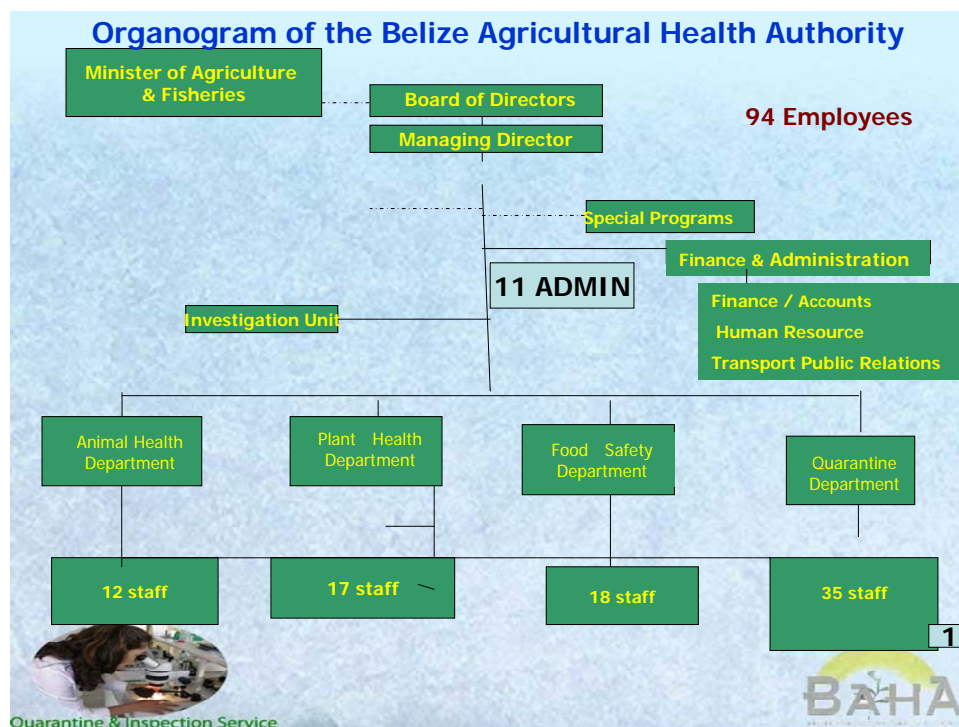 Organogram of the Belize Agricultural Health Authority
Minister of Agriculture
& Fisheries
Board of Directors
94 Employees
Managing Director
Special Programs
Finance & Administration
11 ADMIN
Finance / Accounts
Investigation Unit
Human Resource
Transport Public Relations
Animal Health
Department
Plant Health
Department
Food Safety
Department
Quarantine
Department
12 staff
17 staff
18 staff
35 staff
1
BAHA
Quarantine & Inspection Service